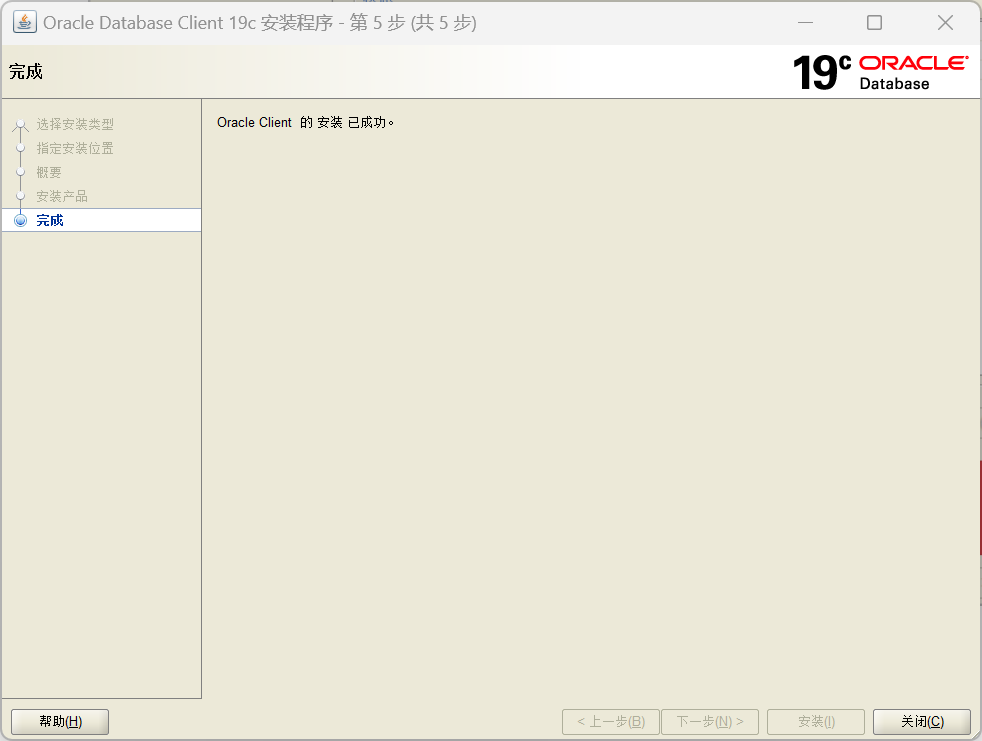 Oracle Database Client 19c 安装程序 - 第 5 步 (共 5 步)
完成
19c ORACLE
Database
选择安装类型
指定安装位置
概要
安装产品
完成
Oracle Client 的 安装 已成功。
帮助(H)
< 上一步(B)
下一步(N) >
安装(I)
关闭(C)